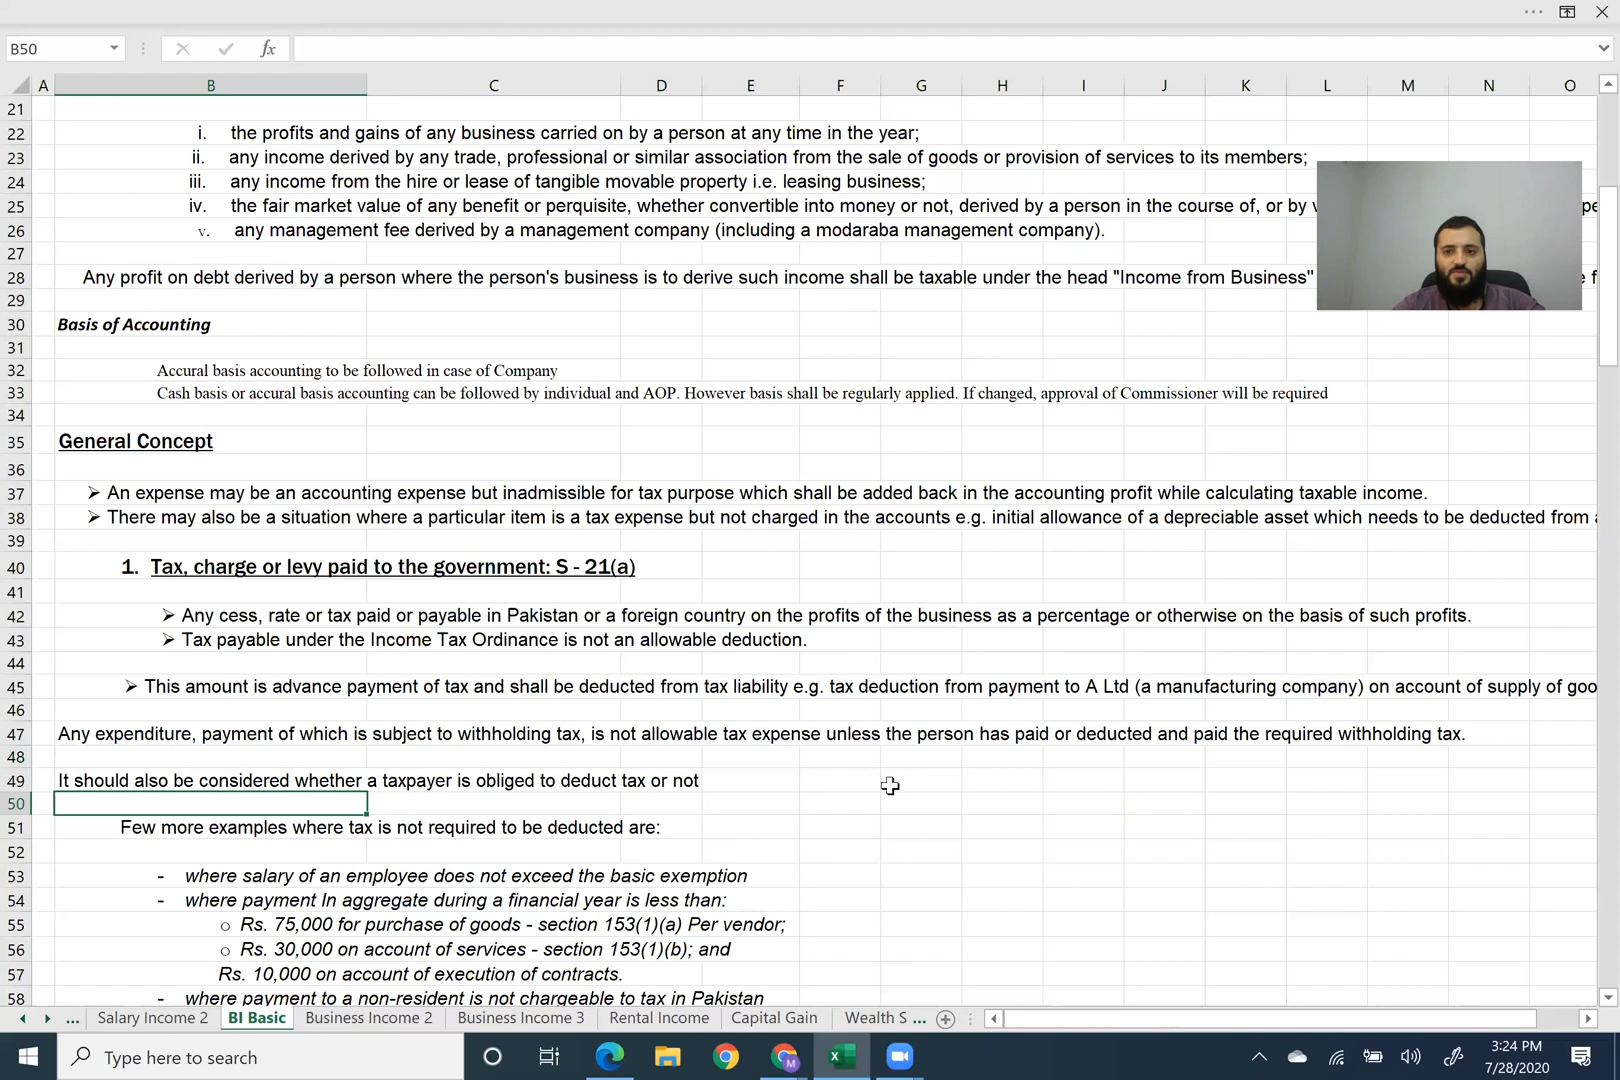 B50
fx
A B C D E F G H I J K L M N O
21
22 i. the profits and gains of any business carried on by a person at any time in the year;
23 ii. any income derived by any trade, professional or similar association from the sale of goods or provision of services to its members;
24 iii. any income from the hire or lease of tangible movable property i.e. leasing business;
25 iv. the fair market value of any benefit or perquisite, whether convertible into money or not, derived by a person in the course of, or by
26 v. any management fee derived by a management company (including a modaraba management company).
27
28 Any profit on debt derived by a person where the person's business is to derive such income shall be taxable under the head "Income from Business"
29
30 Basis of Accounting
31
32 Accural basis accounting to be followed in case of Company
33 Cash basis or accural basis accounting can be followed by individual and AOP. However basis shall be regularly applied. If changed, approval of Commissioner will be required
34
35 General Concept
36
37 ➢ An expense may be an accounting expense but inadmissible for tax purpose which shall be added back in the accounting profit while calculating taxable income.
38 ➢ There may also be a situation where a particular item is a tax expense but not charged in the accounts e.g. initial allowance of a depreciable asset which needs to be deducted from
39
40 1. Tax, charge or levy paid to the government: S - 21(a)
41
42 ➢ Any cess, rate or tax paid or payable in Pakistan or a foreign country on the profits of the business as a percentage or otherwise on the basis of such profits.
43 ➢ Tax payable under the Income Tax Ordinance is not an allowable deduction.
44
45 ➢ This amount is advance payment of tax and shall be deducted from tax liability e.g. tax deduction from payment to A Ltd (a manufacturing company) on account of supply of goo
46
47 Any expenditure, payment of which is subject to withholding tax, is not allowable tax expense unless the person has paid or deducted and paid the required withholding tax.
48
49 It should also be considered whether a taxpayer is obliged to deduct tax or not
50
51 Few more examples where tax is not required to be deducted are:
52
53 - where salary of an employee does not exceed the basic exemption
54 - where payment In aggregate during a financial year is less than:
55 o Rs. 75,000 for purchase of goods - section 153(1)(a) Per vendor;
56 o Rs. 30,000 on account of services - section 153(1)(b); and
57 Rs. 10,000 on account of execution of contracts.
58 - where payment to a non-resident is not chargeable to tax in Pakistan
... Salary Income 2 BI Basic Business Income 2 Business Income 3 Rental Income Capital Gain Wealth S ...
Type here to search
3:24 PM
7/28/2020